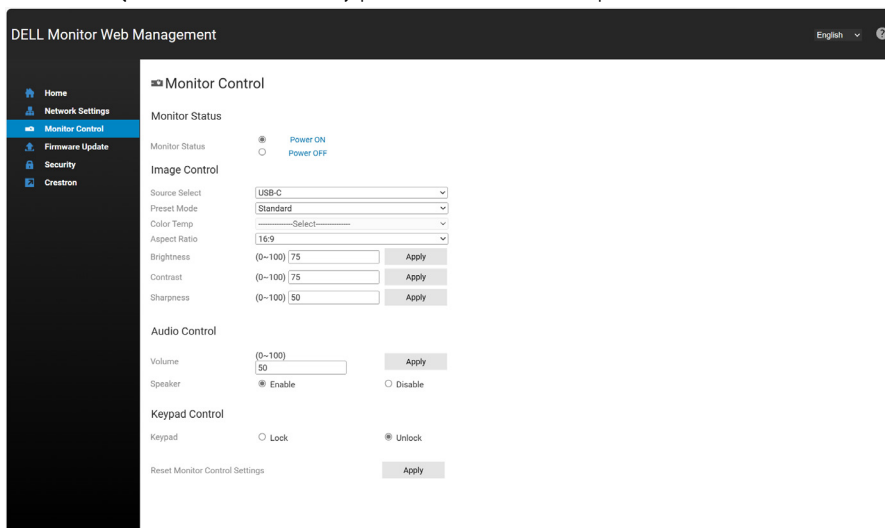 DELL Monitor Web Management
English
?
Home
Network Settings
Monitor Control
Firmware Update
Security
Crestron
Monitor Control
Monitor Status
Monitor Status
Power ON
Power OFF
Image Control
Source Select USB-C
Preset Mode Standard
Color Temp ---------------Select---------------
Aspect Ratio 16:9
Brightness (0~100) 75 Apply
Contrast (0~100) 75 Apply
Sharpness (0~100) 50 Apply
Audio Control
(0~100)
Volume 50 Apply
Speaker Enable Disable
Keypad Control
Keypad Lock Unlock
Reset Monitor Control Settings Apply